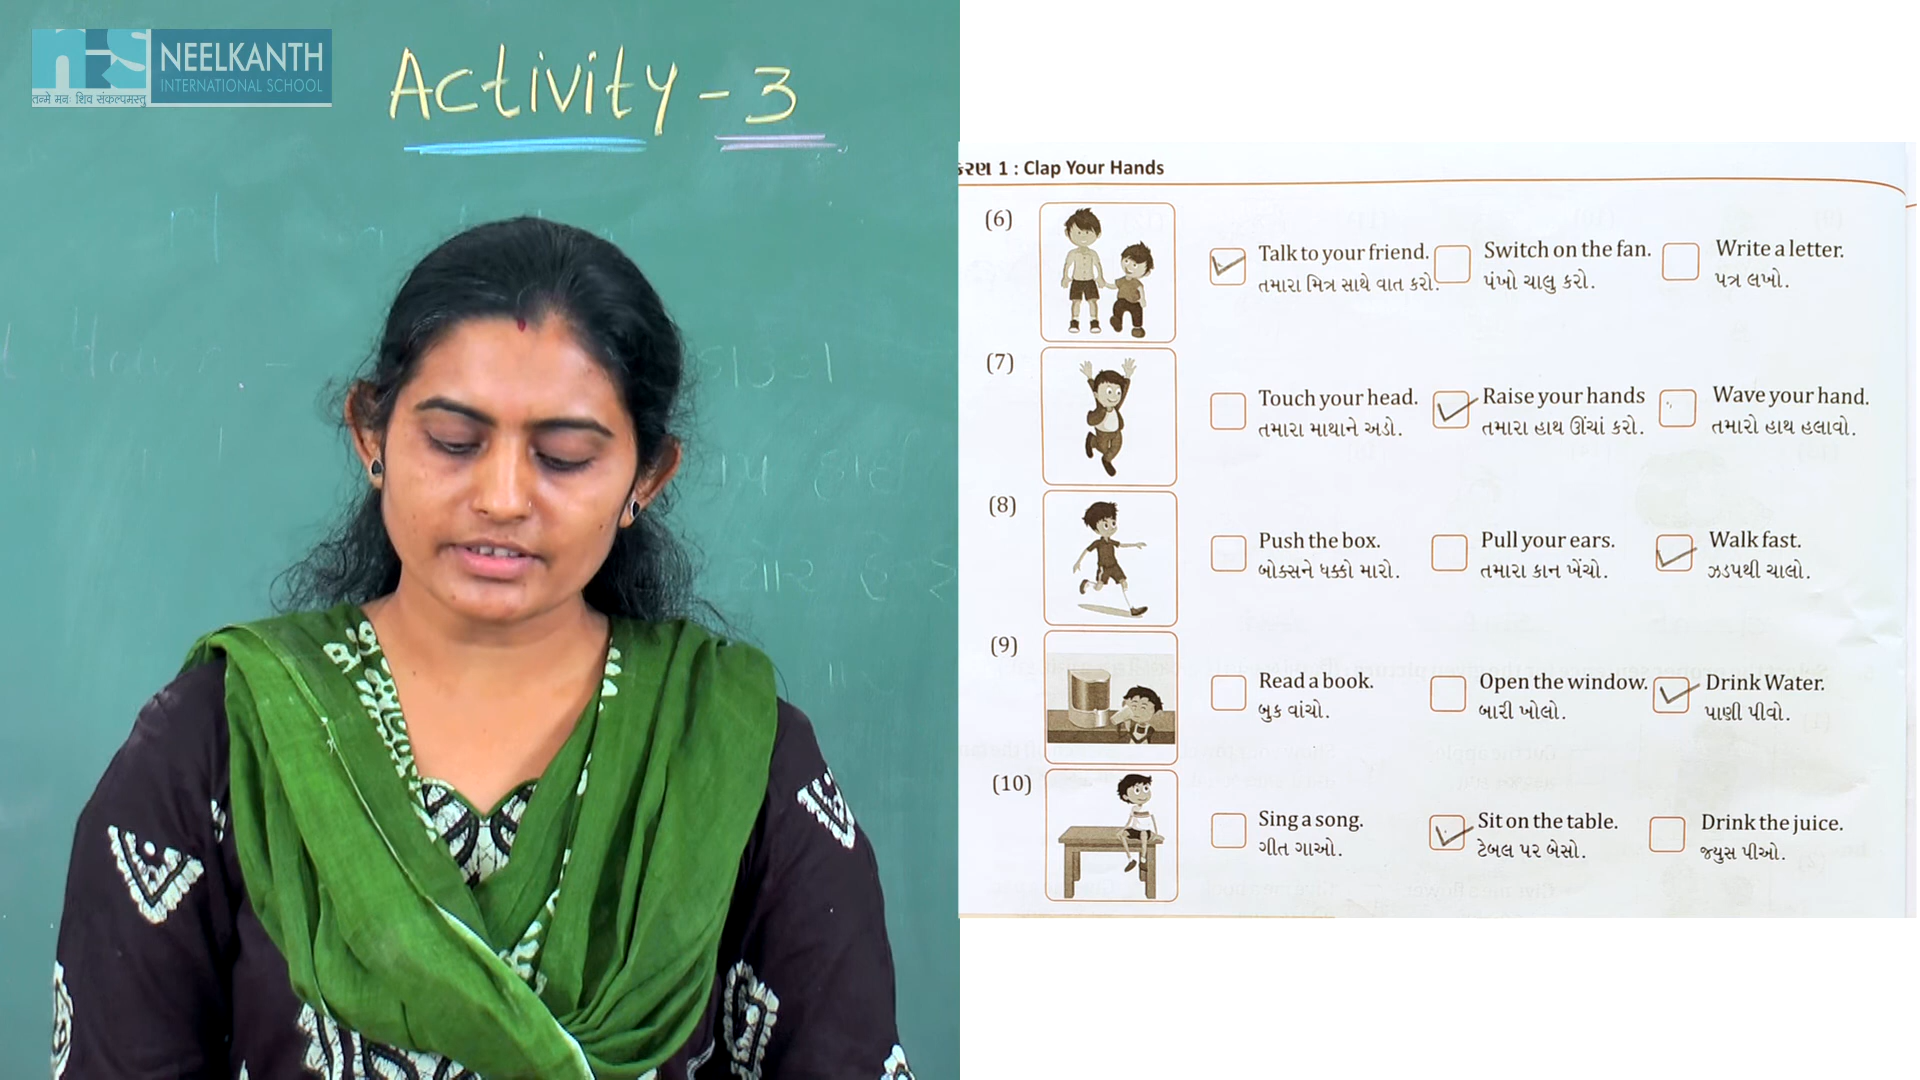 NEELKANTH
INTERNATIONAL SCHOOL
तन्मे मनः शिव संकल्पमस्तु
Activity - 3
કરણ 1 : Clap Your Hands
(6)
Talk to your friend.
તમારા મિત્ર સાથે વાત કરો.
Switch on the fan.
પંખો ચાલુ કરો.
Write a letter.
પત્ર લખો.
(7)
Touch your head.
તમારા માથાને અડો.
Raise your hands
તમારા હાથ ઊંચાં કરો.
Wave your hand.
તમારો હાથ હલાવો.
(8)
Push the box.
બોક્સને ધક્કો મારો.
Pull your ears.
તમારા કાન ખેંચો.
Walk fast.
ઝડપથી ચાલો.
(9)
Read a book.
બુક વાંચો.
Open the window.
બારી ખોલો.
Drink Water.
પાણી પીવો.
(10)
Sing a song.
ગીત ગાઓ.
Sit on the table.
ટેબલ પર બેસો.
Drink the juice.
જ્યુસ પીઓ.